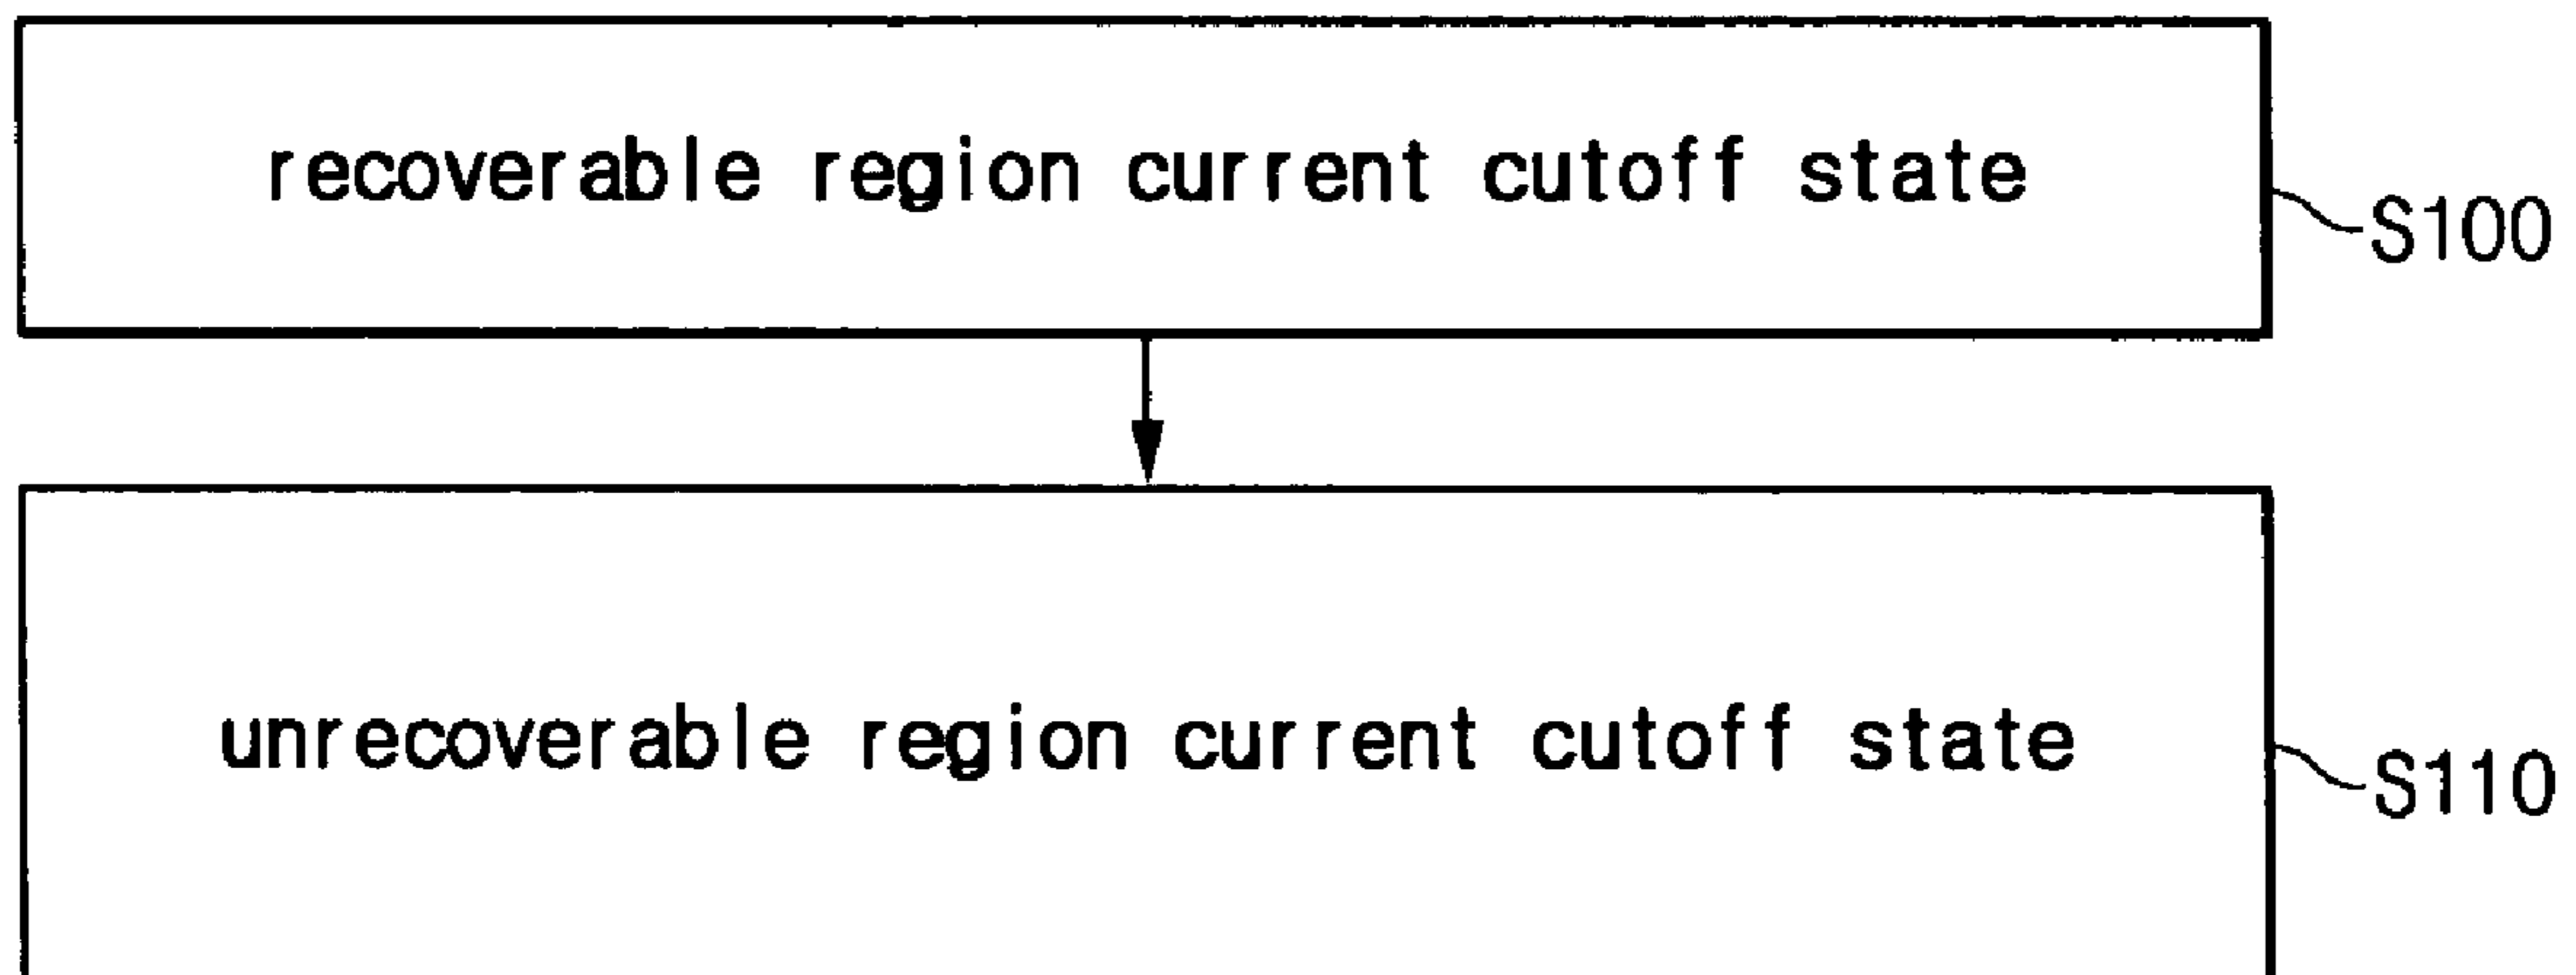 recoverable region current cutoff state
S100
unrecoverable region current cutoff state
S110